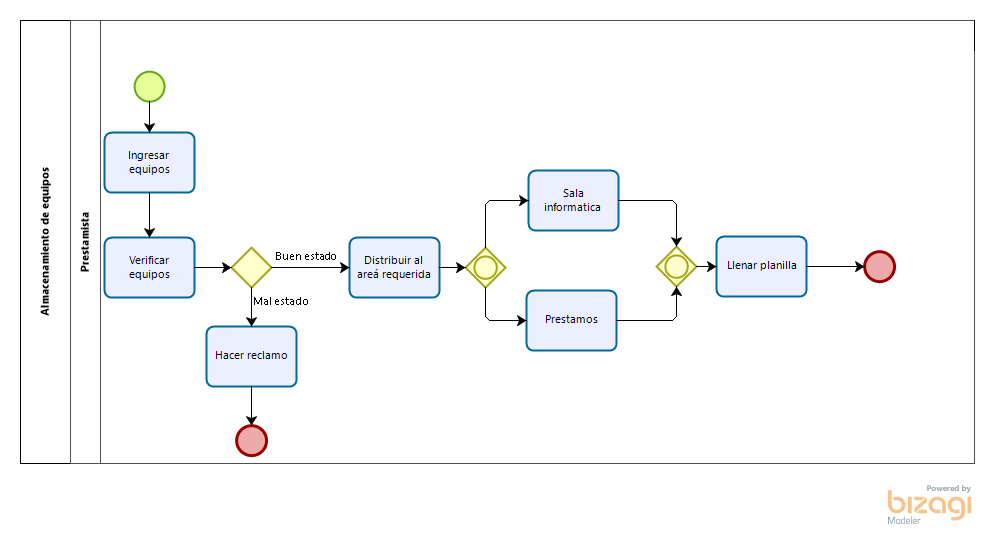 Almacenamiento de equipos
Prestamista
Ingresar
equipos
Verificar
equipos
Buen estado
Mal estado
Hacer reclamo
Distribuir al
areá requerida
Sala
informatica
Prestamos
Llenar planilla
Powered by
bizagi
Modeler